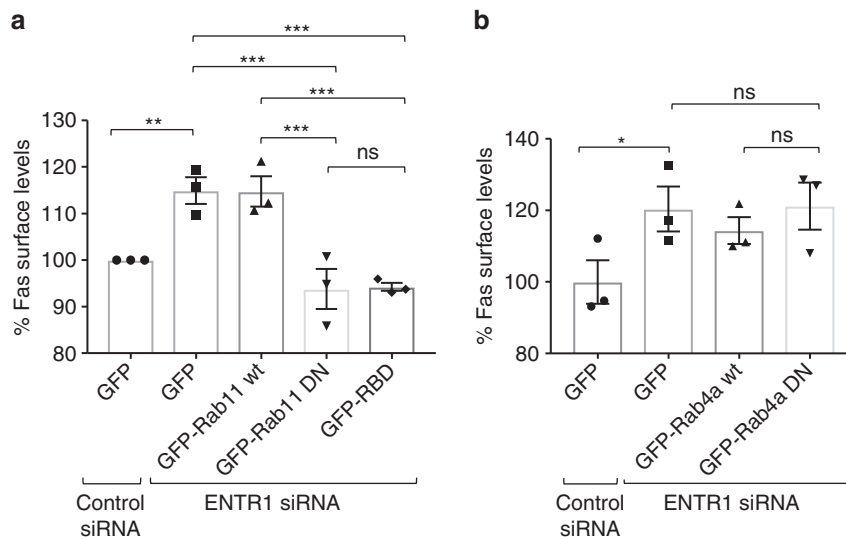 a
***
***
***
**
***
ns
% Fas surface levels
130
120
110
100
90
80
GFP
GFP
GFP-Rab11 wt
GFP-Rab11 DN
GFP-RBD
Control
siRNA
ENTR1 siRNA
b
ns
*
ns
% Fas surface levels
140
120
100
80
GFP
GFP
GFP-Rab4a wt
GFP-Rab4a DN
Control
siRNA
ENTR1 siRNA